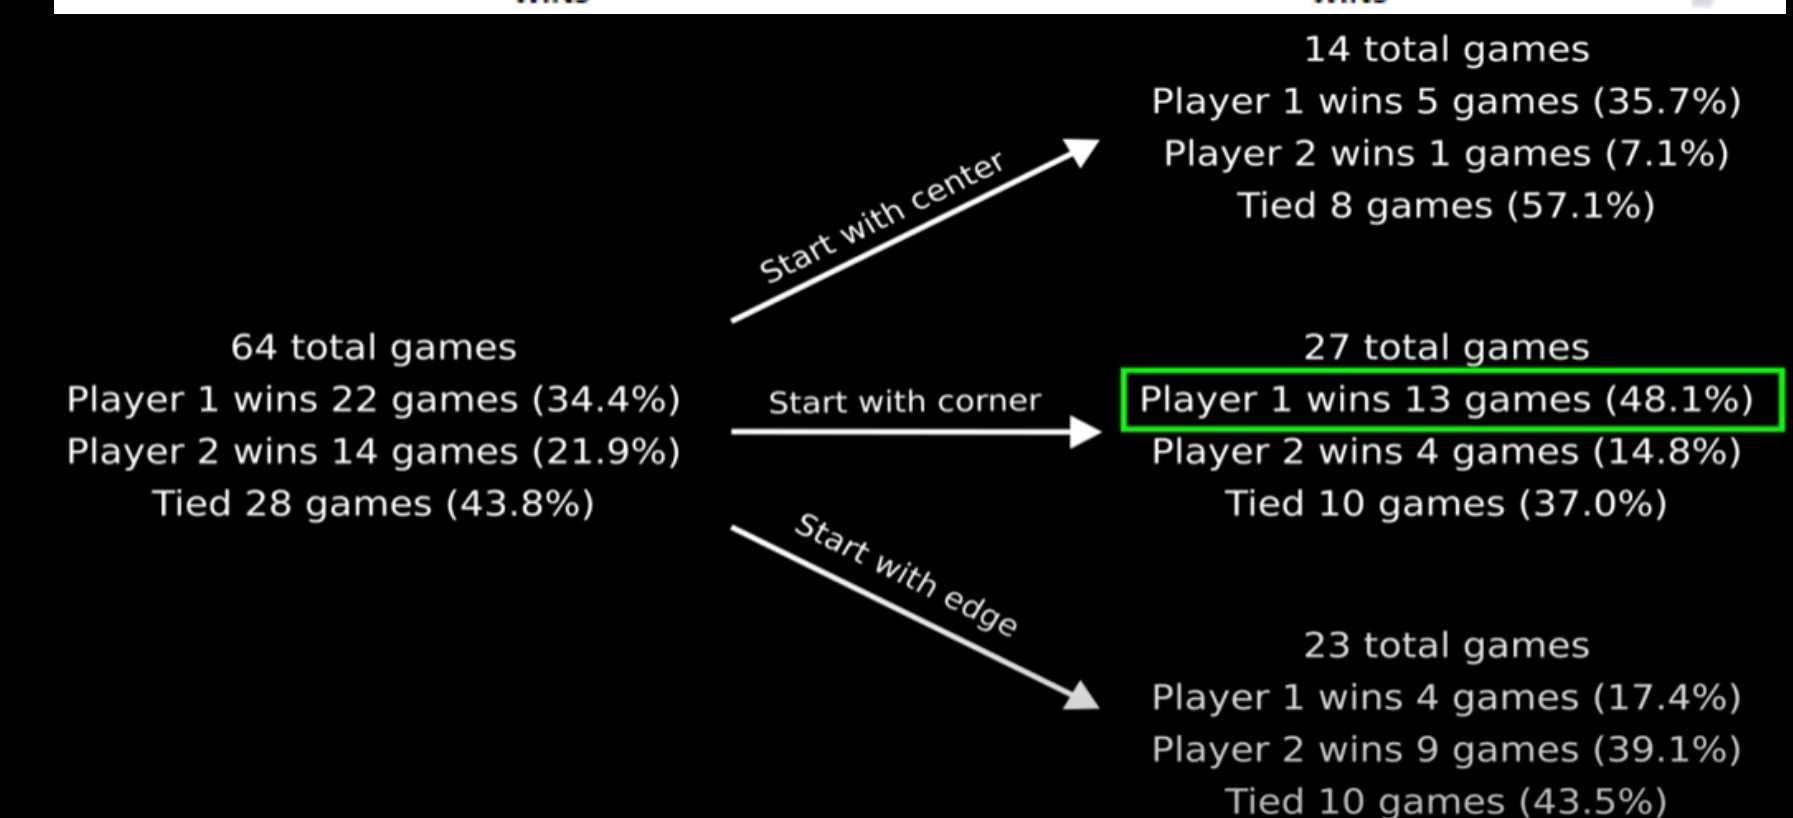 14 total games
Player 1 wins 5 games (35.7%)
Player 2 wins 1 games (7.1%)
Tied 8 games (57.1%)
Start with center
64 total games
Player 1 wins 22 games (34.4%)
Player 2 wins 14 games (21.9%)
Tied 28 games (43.8%)
Start with corner
27 total games
Player 1 wins 13 games (48.1%)
Player 2 wins 4 games (14.8%)
Tied 10 games (37.0%)
Start with edge
23 total games
Player 1 wins 4 games (17.4%)
Player 2 wins 9 games (39.1%)
Tied 10 games (43.5%)